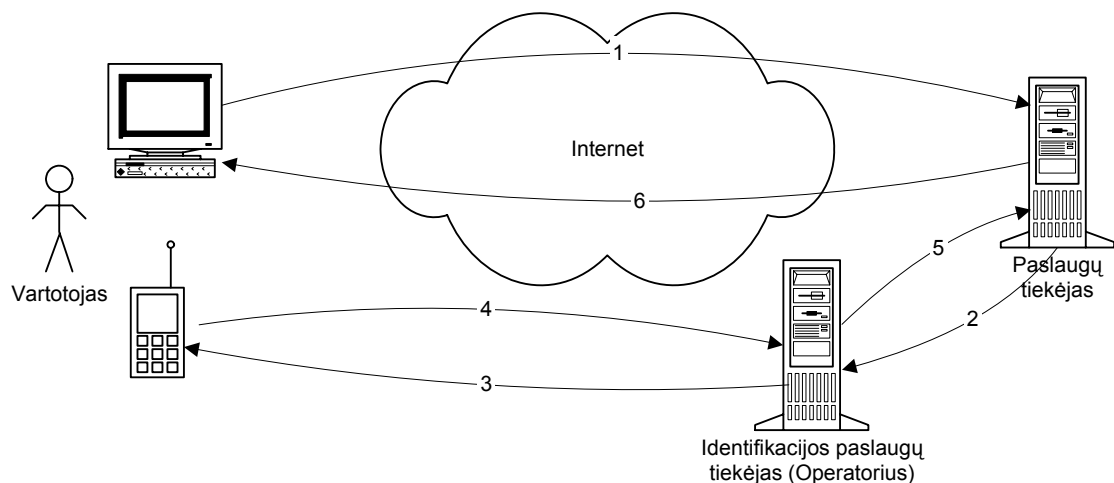 1
Internet
6
Vartotojas
5
Paslaugų
tiekėjas
2
4
3
Identifikacijos paslaugų
tiekėjas (Operatorius)